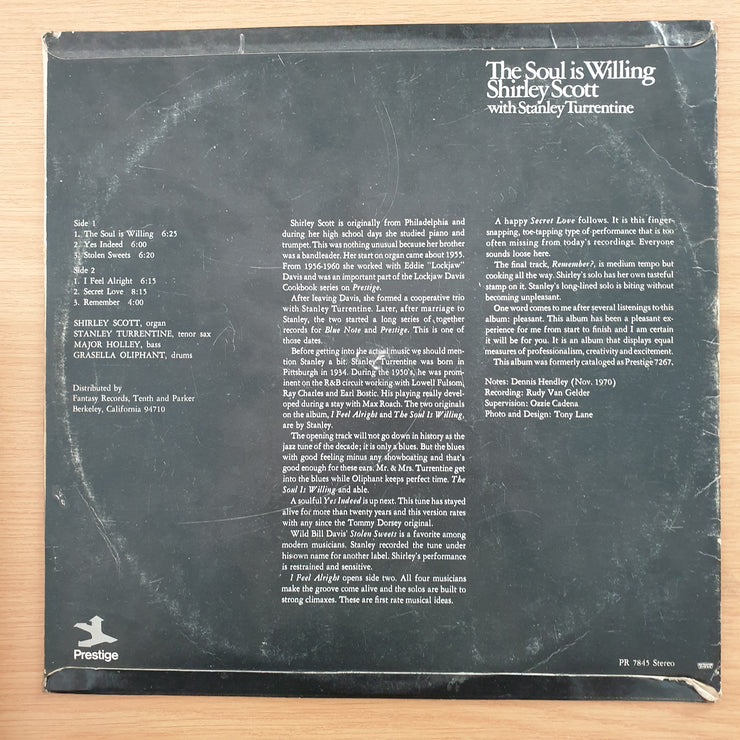 The Soul is Willing
Shirley Scott
with Stanley Turrentine
Side 1
1. The Soul is Willing 6:25
2. Yes Indeed 6:00
3. Stolen Sweets 6:20
Side 2
1. I Feel Alright 6:15
2. Secret Love 8:15
3. Remember 4:00
SHIRLEY SCOTT, organ
STANLEY TURRENTINE, tenor sax
MAJOR HOLLEY, bass
GRASELLA OLIPHANT, drums
Distributed by
Fantasy Records, Tenth and Parker
Berkeley, California 94710
Shirley Scott is originally from Philadelphia and
during her high school days she studied piano and
trumpet. This was nothing unusual because her brother
was a bandleader. Her start on organ came about 1955.
From 1956-1960 she worked with Eddie "Lockjaw"
Davis and was an important part of the Lockjaw Davis
Cookbook series on Prestige.
After leaving Davis, she formed a cooperative trio
with Stanley Turrentine. Later, after marriage to
Stanley, the two started a long series of together
records for Blue Note and Prestige. This is one of
those dates.
Before getting into the actual music we should men-
tion Stanley a bit. Stanley Turrentine was born in
Pittsburgh in 1934. During the 1950's, he was prom-
inent on the R&B circuit working with Lowell Fulsom,
Ray Charles and Earl Bostic. His playing really devel-
oped during a stay with Max Roach. The two originals
on the album, I Feel Alright and The Soul Is Willing,
are by Stanley.
The opening track will not go down in history as the
jazz tune of the decade; it is only a blues. But the blues
with good feeling minus any showboating and that's
good enough for these ears. Mr. & Mrs. Turrentine get
into the blues while Oliphant keeps perfect time. The
Soul Is Willing and able.
A soulful Yes Indeed is up next. This tune has stayed
alive for more than twenty years and this version rates
with any since the Tommy Dorsey original.
Wild Bill Davis' Stolen Sweets is a favorite among
modern musicians. Stanley recorded the tune under
his own name for another label. Shirley's performance
is restrained and sensitive.
I Feel Alright opens side two. All four musicians
make the groove come alive and the solos are built to
strong climaxes. These are first rate musical ideas.
A happy Secret Love follows. It is this finger-
snapping, toe-tapping type of performance that is too
often missing from today's recordings. Everyone
sounds loose here.
The final track, Remember?, is medium tempo but
cooking all the way. Shirley's solo has her own tasteful
stamp on it. Stanley's long-lined solo is biting without
becoming unpleasant.
One word comes to me after several listenings to this
album: pleasant. This album has been a pleasant ex-
perience for me from start to finish and I am certain
it will be for you. It is an album that displays equal
measures of professionalism, creativity and excitement.
This album was formerly cataloged as Prestige 7267.
Notes: Dennis Hendley (Nov. 1970)
Recording: Rudy Van Gelder
Supervision: Ozzie Cadena
Photo and Design: Tony Lane
Prestige
PR 7845 Stereo